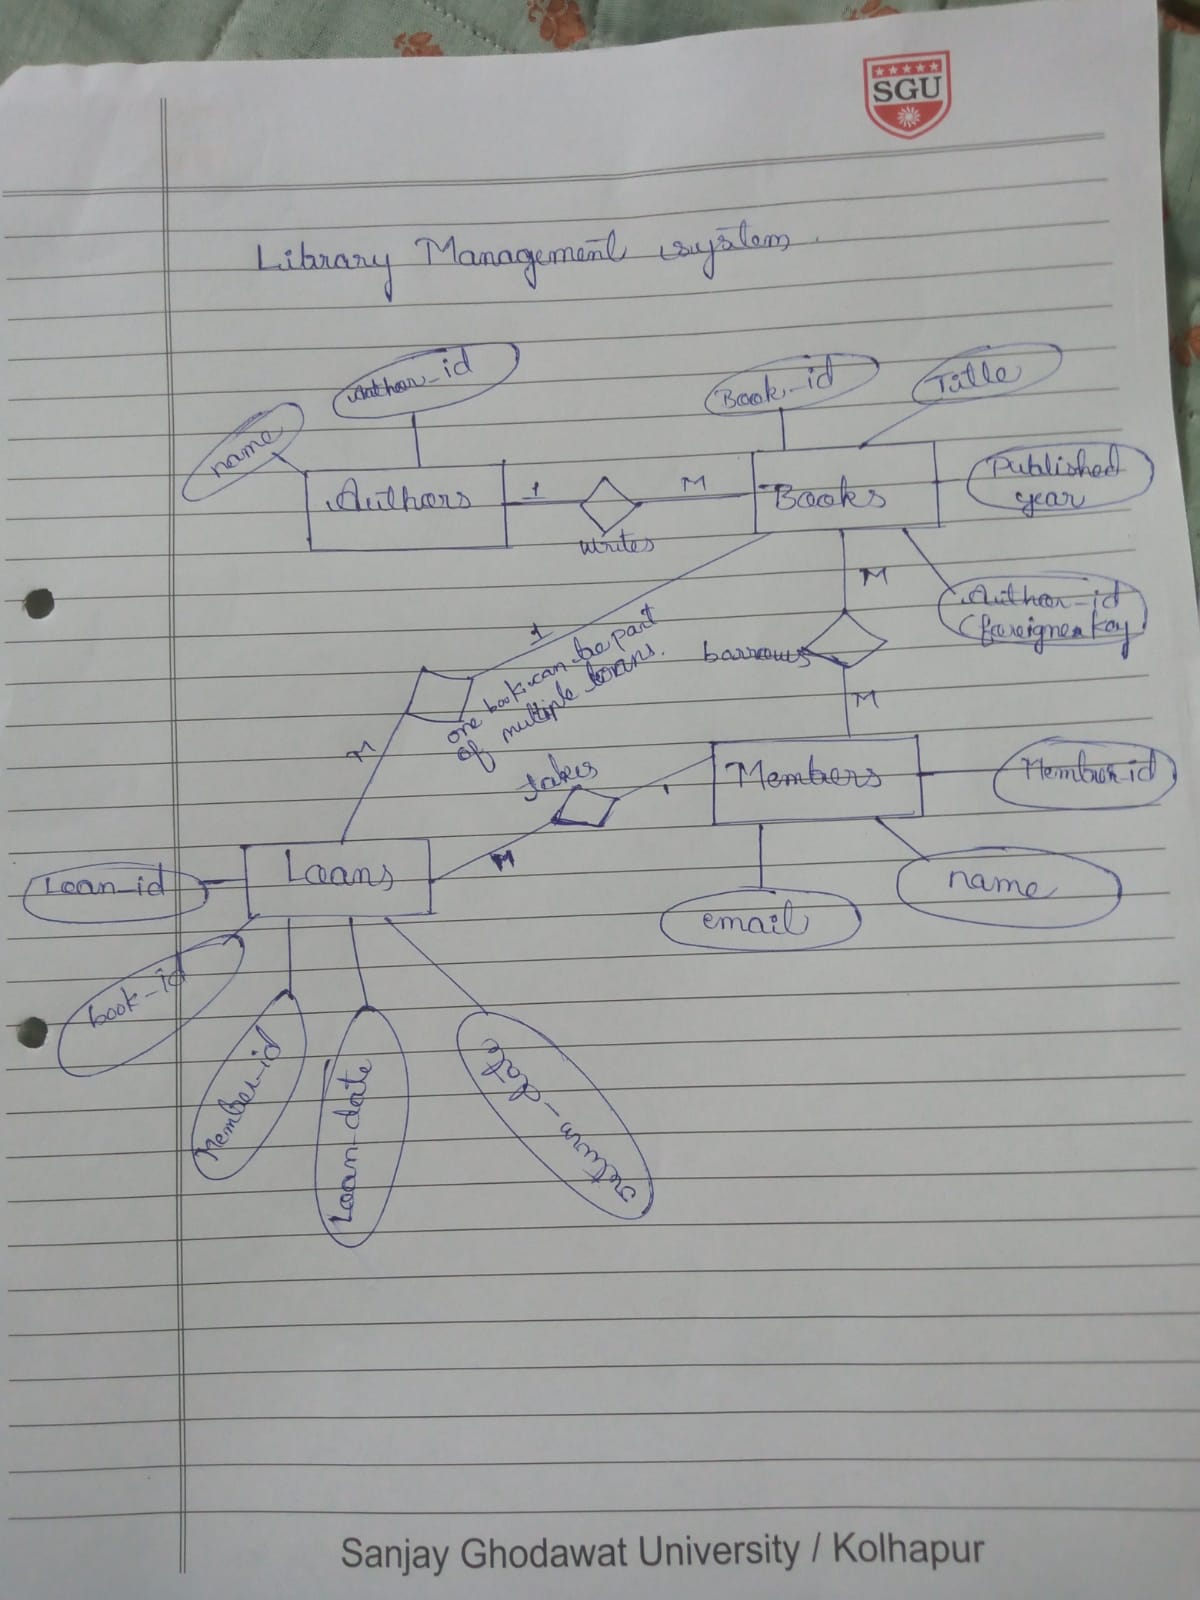 SGU
Library Management system.
Author_id
Book_id
Title
name
Authors
1
M
Books
Published
year
writes
M
Author_id
(foreigne key
1
one book can be part
of multiple loans.
barrows
M
M
takes
Members
Member_id
1
M
Loans
Loan_id
name
email
book_id
Member_id
Loan_date
return_date
Sanjay Ghodawat University / Kolhapur